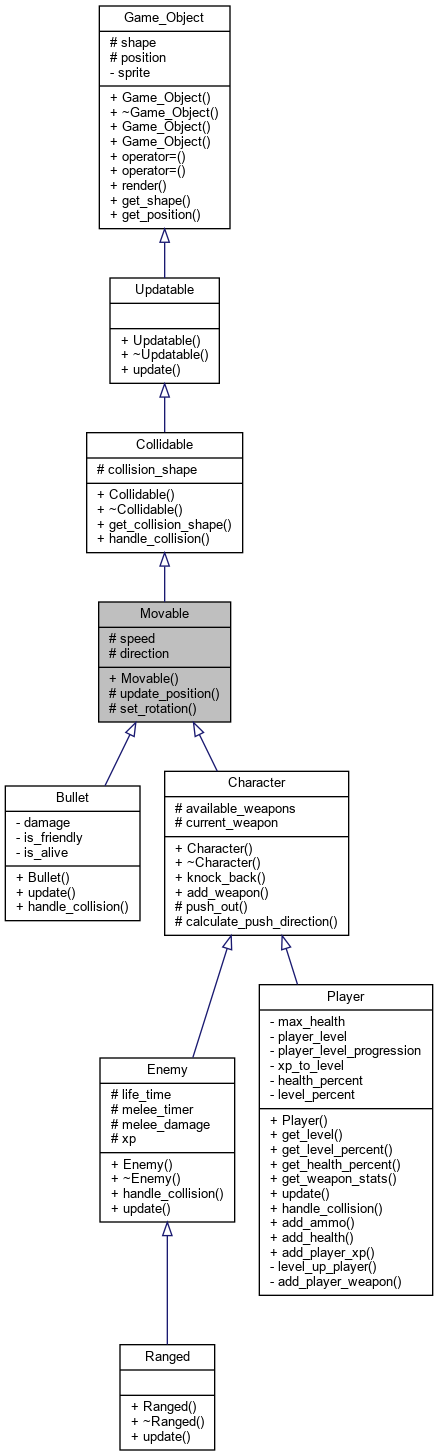 Game_Object
# shape
# position
- sprite
+ Game_Object()
+ ~Game_Object()
+ Game_Object()
+ Game_Object()
+ operator=()
+ operator=()
+ render()
+ get_shape()
+ get_position()
Updatable
+ Updatable()
+ ~Updatable()
+ update()
Collidable
# collision_shape
+ Collidable()
+ ~Collidable()
+ get_collision_shape()
+ handle_collision()
Movable
# speed
# direction
+ Movable()
# update_position()
# set_rotation()
Bullet
- damage
- is_friendly
- is_alive
+ Bullet()
+ update()
+ handle_collision()
Character
# available_weapons
# current_weapon
+ Character()
+ ~Character()
+ knock_back()
+ add_weapon()
# push_out()
# calculate_push_direction()
Enemy
# life_time
# melee_timer
# melee_damage
# xp
+ Enemy()
+ ~Enemy()
+ handle_collision()
+ update()
Player
- max_health
- player_level
- player_level_progression
- xp_to_level
- health_percent
- level_percent
+ Player()
+ get_level()
+ get_level_percent()
+ get_health_percent()
+ get_weapon_stats()
+ update()
+ handle_collision()
+ add_ammo()
+ add_health()
+ add_player_xp()
- level_up_player()
- add_player_weapon()
Ranged
+ Ranged()
+ ~Ranged()
+ update()